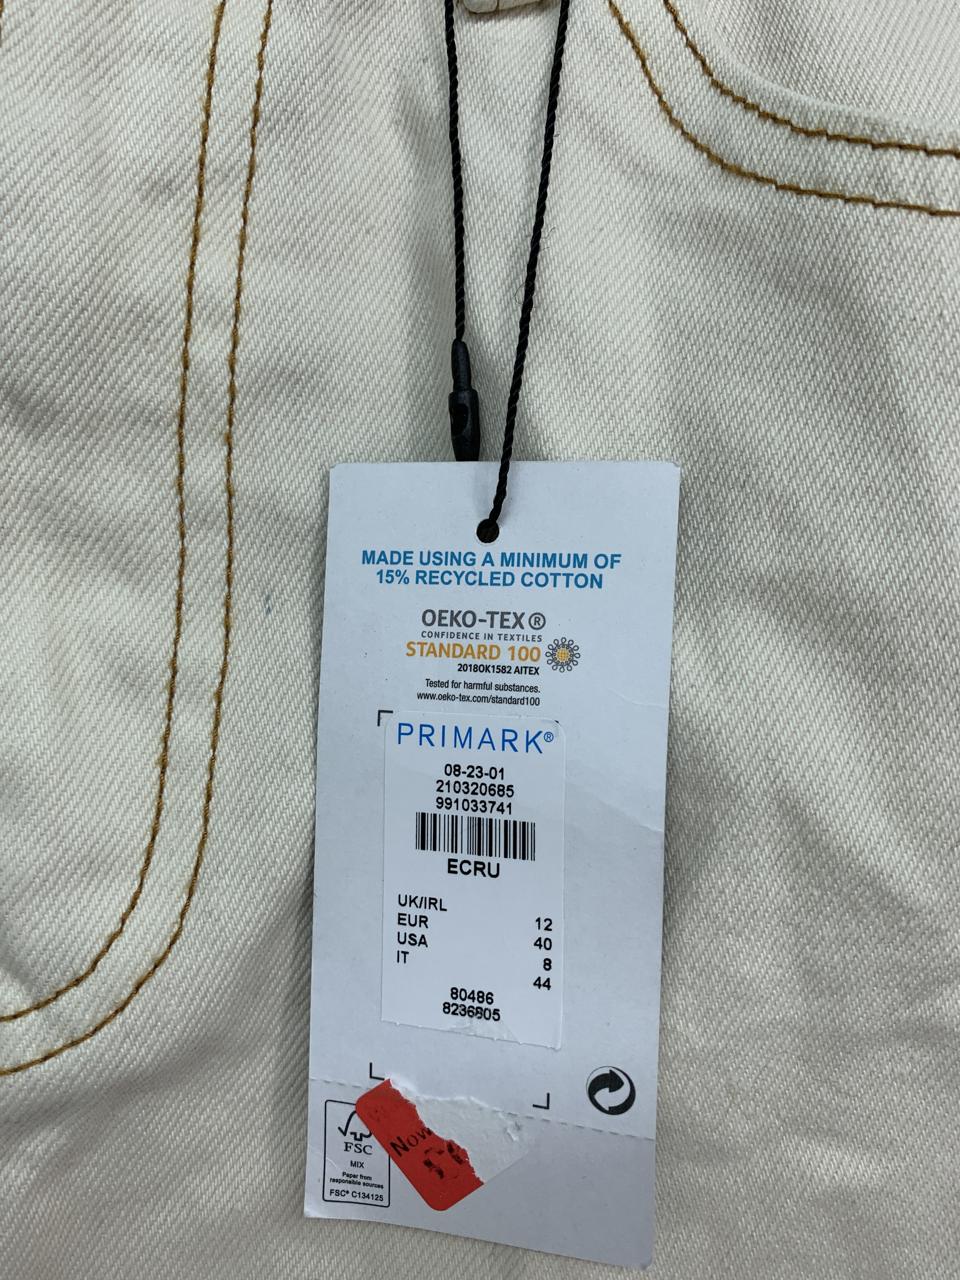 MADE USING A MINIMUM OF
15% RECYCLED COTTON
OEKO-TEX®
CONFIDENCE IN TEXTILES
STANDARD 100
2018OK1582 AITEX
Tested for harmful substances.
www.oeko-tex.com/standard100
PRIMARK®
08-23-01
210320685
991033741
ECRU
UK/IRL 12
EUR 40
USA 8
IT 44
80486
8236805
FSC
MIX
Paper from
responsible sources
FSC® C134125
Now